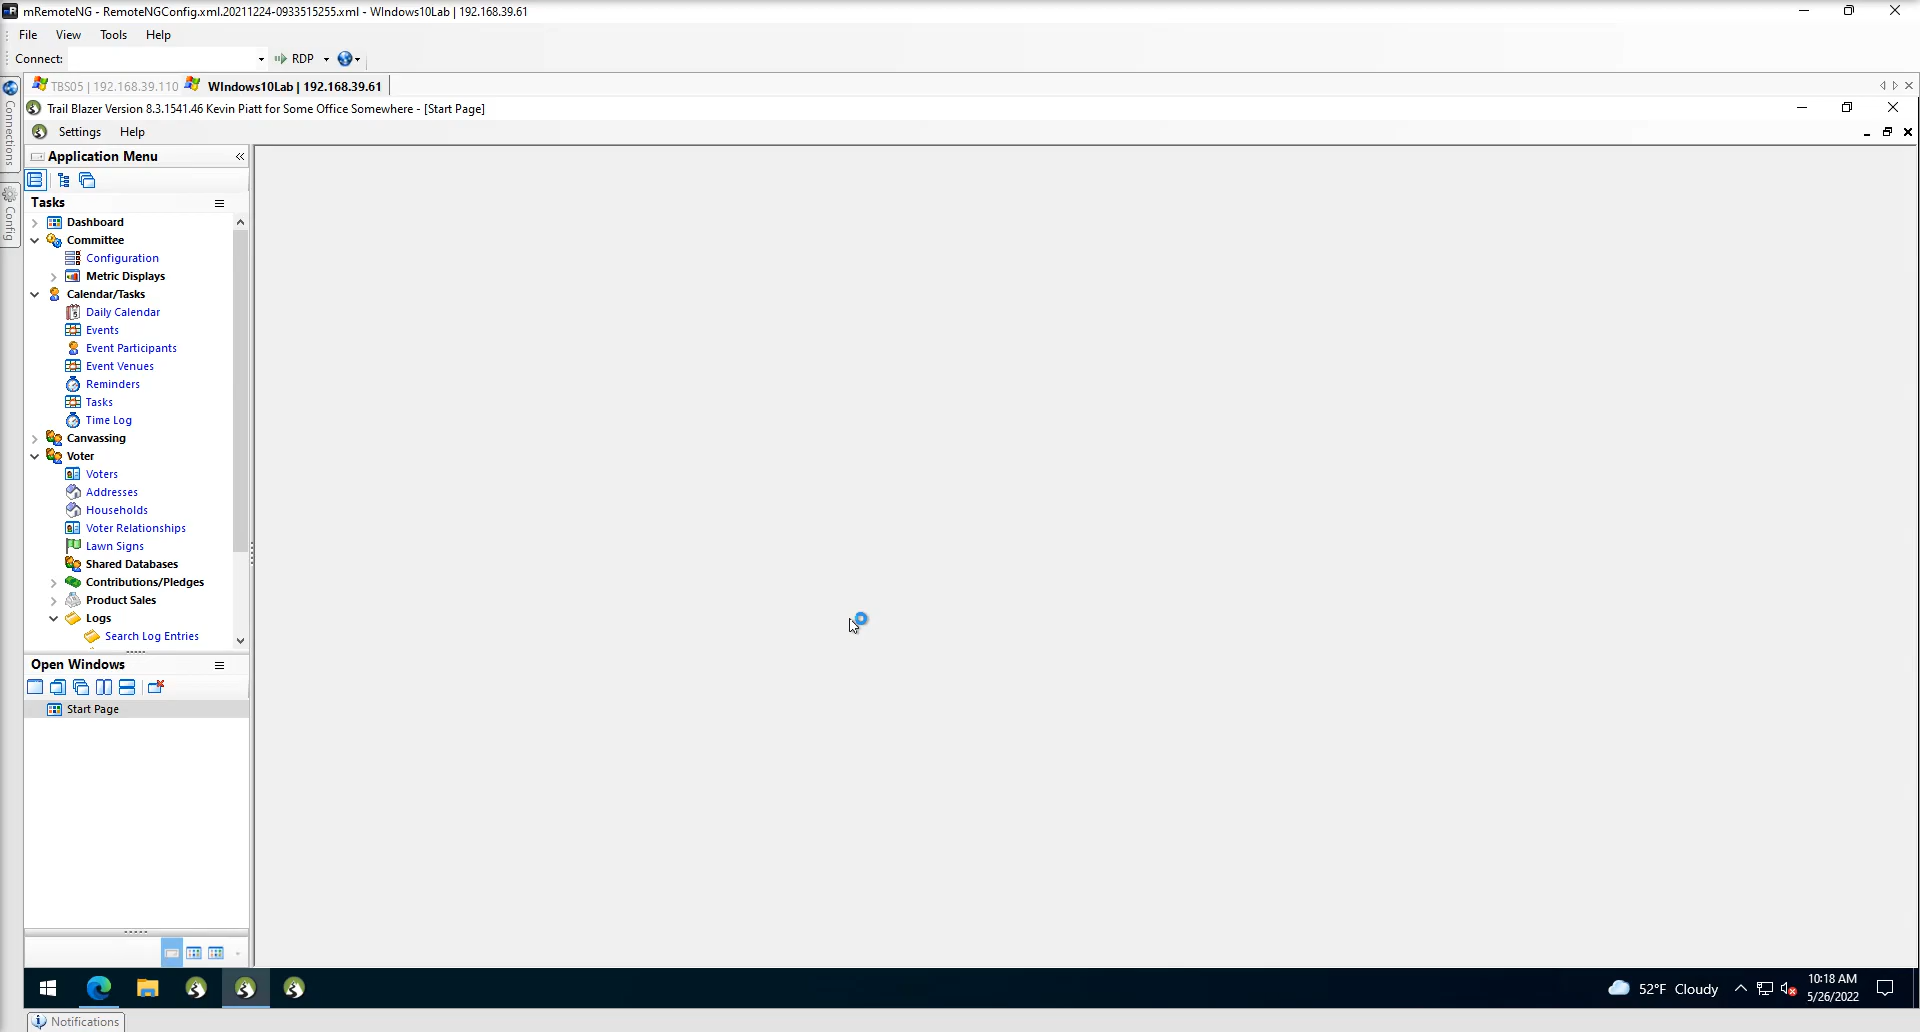 mRemoteNG - RemoteNGConfig.xml.20211224-0933515255.xml - WIndows10Lab | 192.168.39.61
File View Tools Help
Connect: RDP
TBS05 | 192.168.39.110 WIndows10Lab | 192.168.39.61
Connections
Config
Trail Blazer Version 8.3.1541.46 Kevin Piatt for Some Office Somewhere - [Start Page]
Settings Help
Application Menu
Tasks
Dashboard
Committee
Configuration
Metric Displays
Calendar/Tasks
Daily Calendar
Events
Event Participants
Event Venues
Reminders
Tasks
Time Log
Canvassing
Voter
Voters
Addresses
Households
Voter Relationships
Lawn Signs
Shared Databases
Contributions/Pledges
Product Sales
Logs
Search Log Entries
Open Windows
Start Page
52°F Cloudy
10:18 AM
5/26/2022
Notifications